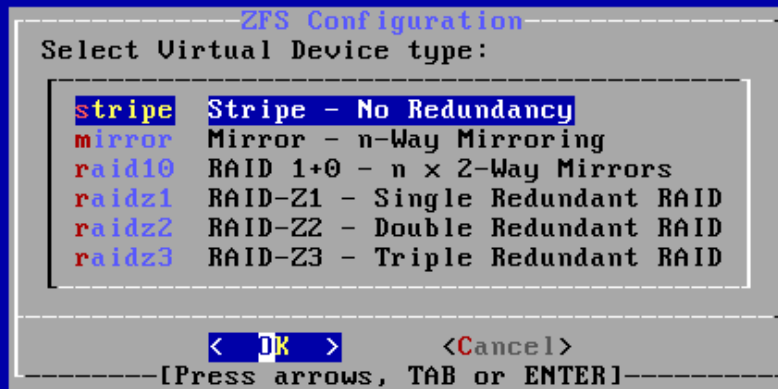 ZFS Configuration
Select Virtual Device type:
stripe Stripe - No Redundancy
mirror Mirror - n-Way Mirroring
raid10 RAID 1+0 - n x 2-Way Mirrors
raidz1 RAID-Z1 - Single Redundant RAID
raidz2 RAID-Z2 - Double Redundant RAID
raidz3 RAID-Z3 - Triple Redundant RAID
< OK > <Cancel>
[Press arrows, TAB or ENTER]